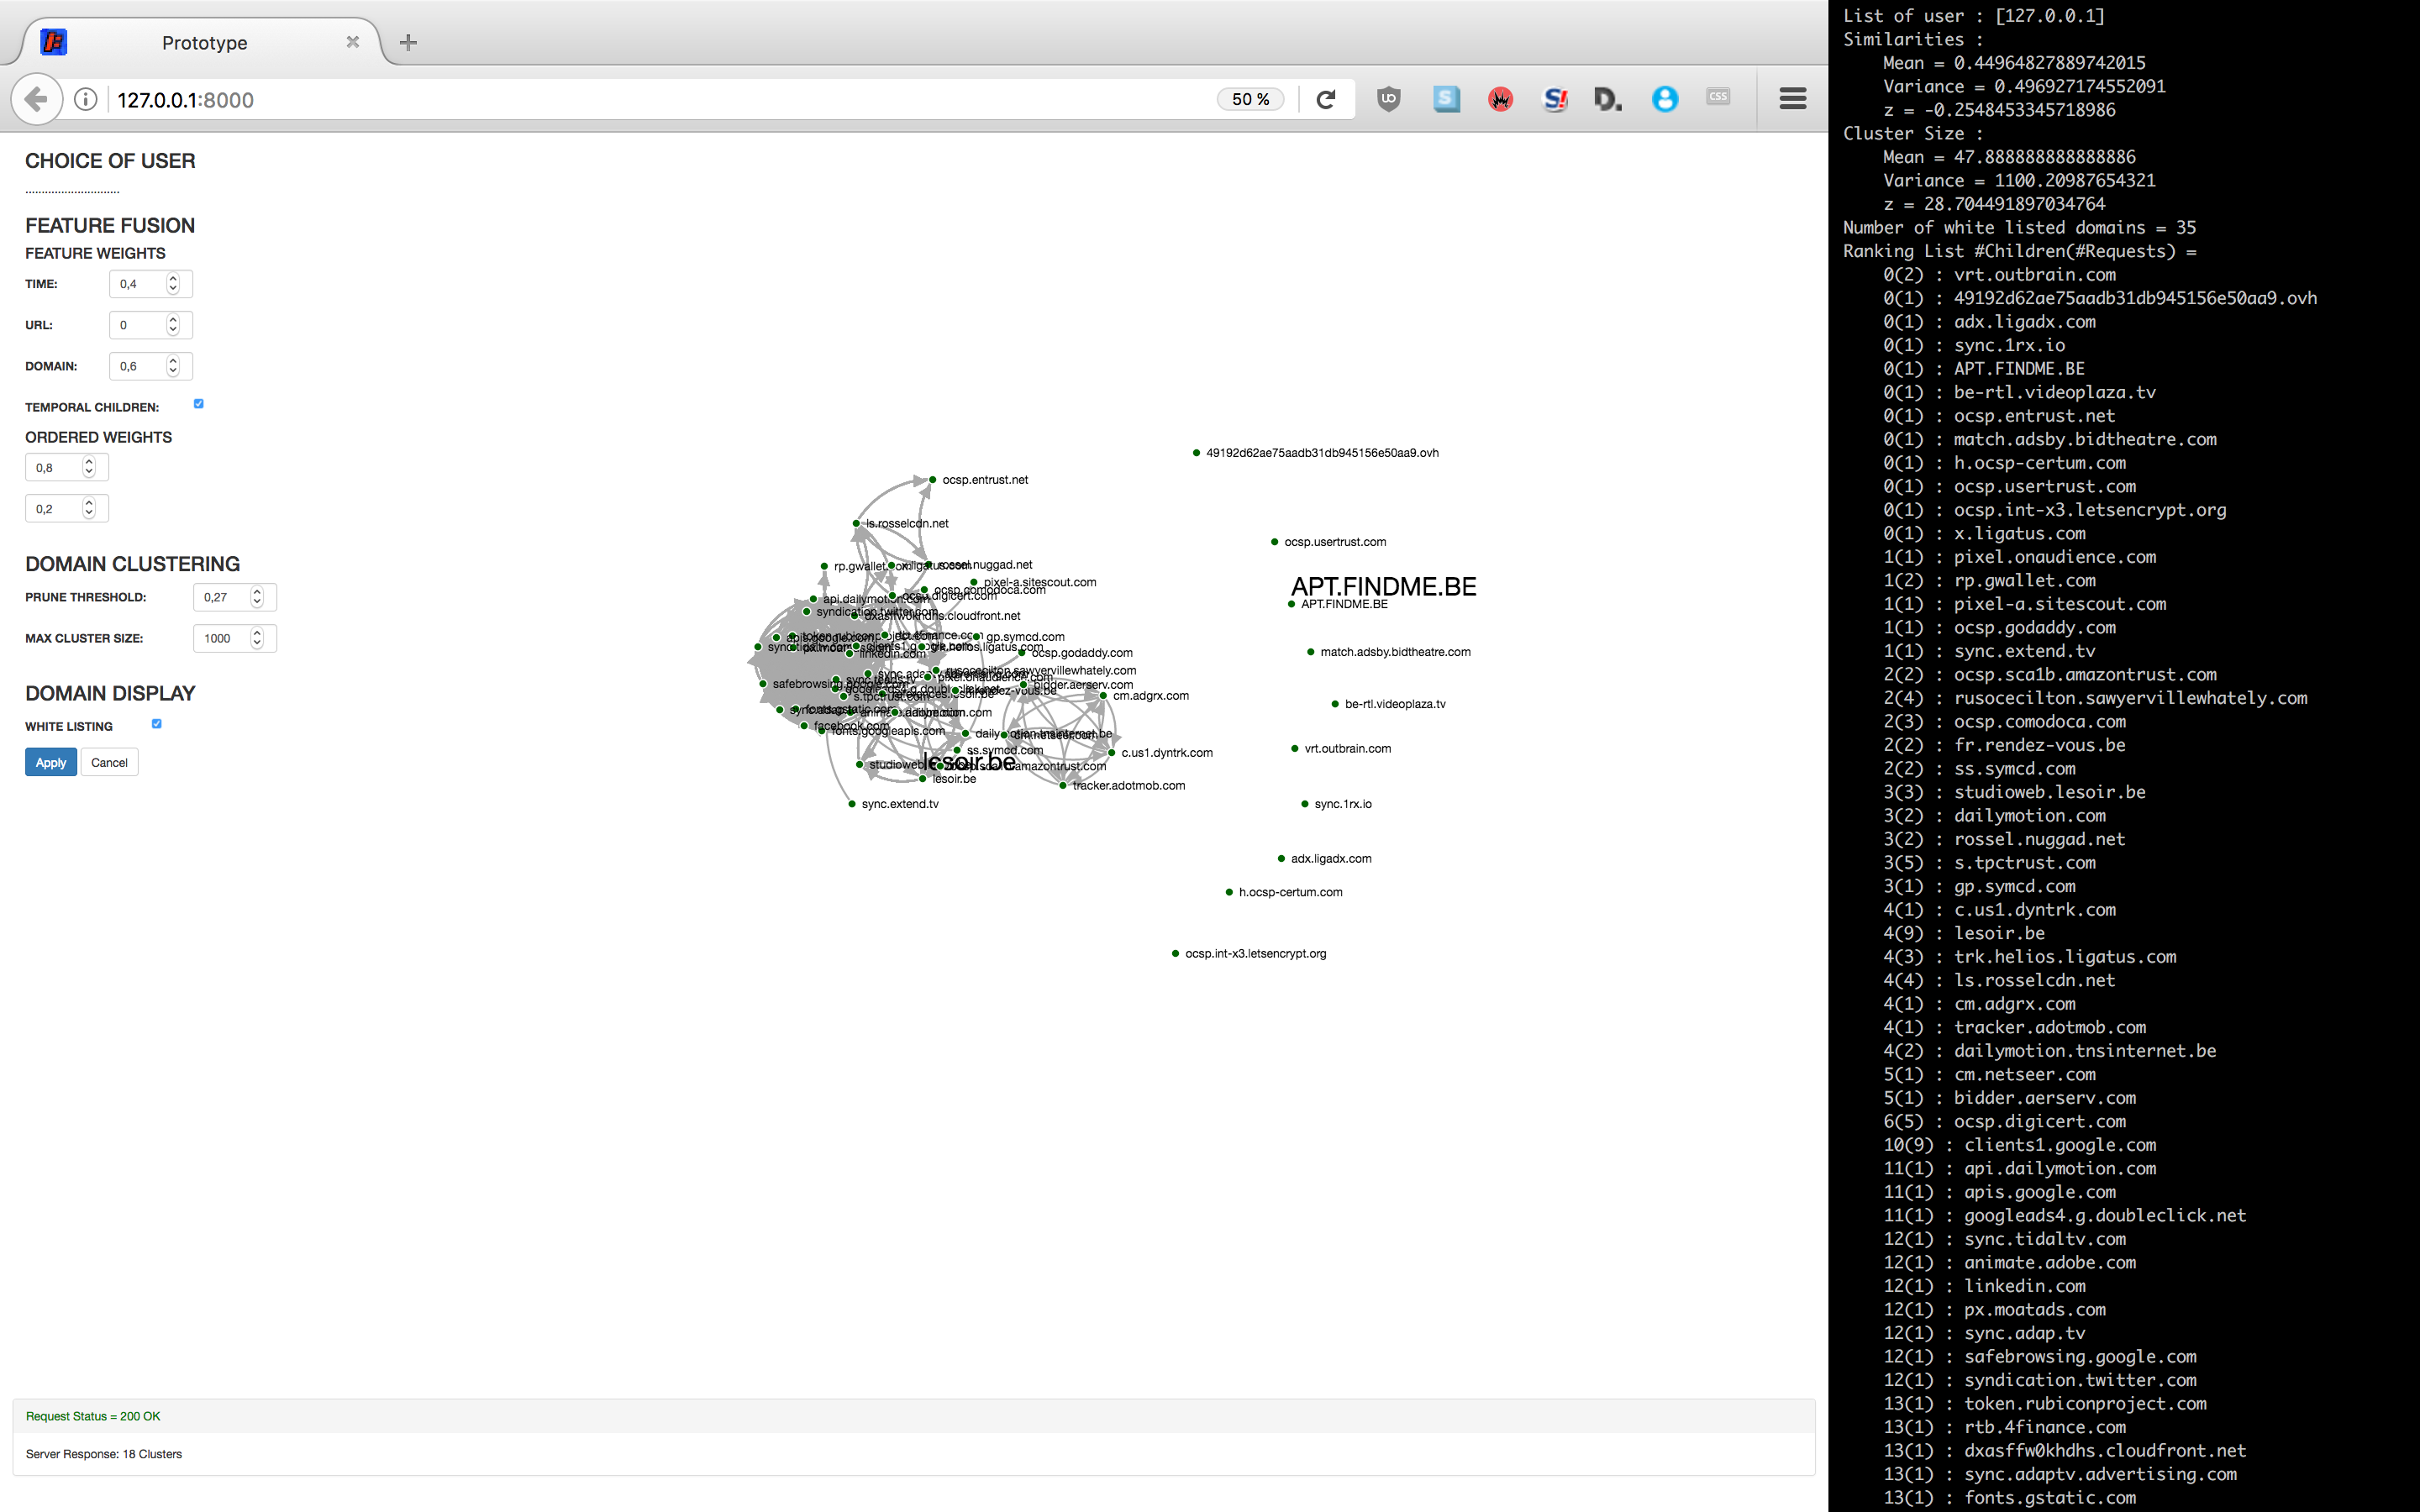 Prototype
127.0.0.1:8000
50 %
CSS
CHOICE OF USER
.............................
FEATURE FUSION
FEATURE WEIGHTS
TIME: 0,4
URL: 0
DOMAIN: 0,6
TEMPORAL CHILDREN:
ORDERED WEIGHTS
0,8
0,2
DOMAIN CLUSTERING
PRUNE THRESHOLD: 0,27
MAX CLUSTER SIZE: 1000
DOMAIN DISPLAY
WHITE LISTING
Apply Cancel
49192d62ae75aadb31db945156e50aa9.ovh
ocsp.entrust.net
ls.rosselcdn.net
ocsp.usertrust.com
rossel.nuggad.net
pixel-a.sitescout.com
APT.FINDME.BE
APT.FINDME.BE
ocsp.comodoca.com
api.dailymotion.com
ocsp.digicert.com
syndication.twitter.com
dxasffw0khdhs.cloudfront.net
gp.symcd.com
linkedin.com
ocsp.godaddy.com
match.adsby.bidtheatre.com
rusocecilton.sawyervillewhately.com
safebrowsing.google.com
bidder.aerserv.com
cm.adgrx.com
be-rtl.videoplaza.tv
facebook.com
fonts.googleapis.com
dailymotion.tnsinternet.be
vrt.outbrain.com
ss.symcd.com
c.us1.dyntrk.com
lesoir.be
lesoir.be
tracker.adotmob.com
sync.extend.tv
sync.1rx.io
adx.ligadx.com
h.ocsp-certum.com
ocsp.int-x3.letsencrypt.org
Request Status = 200 OK
Server Response: 18 Clusters
List of user : [127.0.0.1]
Similarities :
Mean = 0.44964827889742015
Variance = 0.496927174552091
z = -0.2548453345718986
Cluster Size :
Mean = 47.888888888888886
Variance = 1100.20987654321
z = 28.704491897034764
Number of white listed domains = 35
Ranking List #Children(#Requests) =
0(2) : vrt.outbrain.com
0(1) : 49192d62ae75aadb31db945156e50aa9.ovh
0(1) : adx.ligadx.com
0(1) : sync.1rx.io
0(1) : APT.FINDME.BE
0(1) : be-rtl.videoplaza.tv
0(1) : ocsp.entrust.net
0(1) : match.adsby.bidtheatre.com
0(1) : h.ocsp-certum.com
0(1) : ocsp.usertrust.com
0(1) : ocsp.int-x3.letsencrypt.org
0(1) : x.ligatus.com
1(1) : pixel.onaudience.com
1(2) : rp.gwallet.com
1(1) : pixel-a.sitescout.com
1(1) : ocsp.godaddy.com
1(1) : sync.extend.tv
2(2) : ocsp.sca1b.amazontrust.com
2(4) : rusocecilton.sawyervillewhately.com
2(3) : ocsp.comodoca.com
2(2) : fr.rendez-vous.be
2(2) : ss.symcd.com
3(3) : studioweb.lesoir.be
3(2) : dailymotion.com
3(2) : rossel.nuggad.net
3(5) : s.tpctrust.com
3(1) : gp.symcd.com
4(1) : c.us1.dyntrk.com
4(9) : lesoir.be
4(3) : trk.helios.ligatus.com
4(4) : ls.rosselcdn.net
4(1) : cm.adgrx.com
4(1) : tracker.adotmob.com
4(2) : dailymotion.tnsinternet.be
5(1) : cm.netseer.com
5(1) : bidder.aerserv.com
6(5) : ocsp.digicert.com
10(9) : clients1.google.com
11(1) : api.dailymotion.com
11(1) : apis.google.com
11(1) : googleads4.g.doubleclick.net
12(1) : sync.tidaltv.com
12(1) : animate.adobe.com
12(1) : linkedin.com
12(1) : px.moatads.com
12(1) : sync.adap.tv
12(1) : safebrowsing.google.com
12(1) : syndication.twitter.com
13(1) : token.rubiconproject.com
13(1) : rtb.4finance.com
13(1) : dxasffw0khdhs.cloudfront.net
13(1) : sync.adaptv.advertising.com
13(1) : fonts.gstatic.com